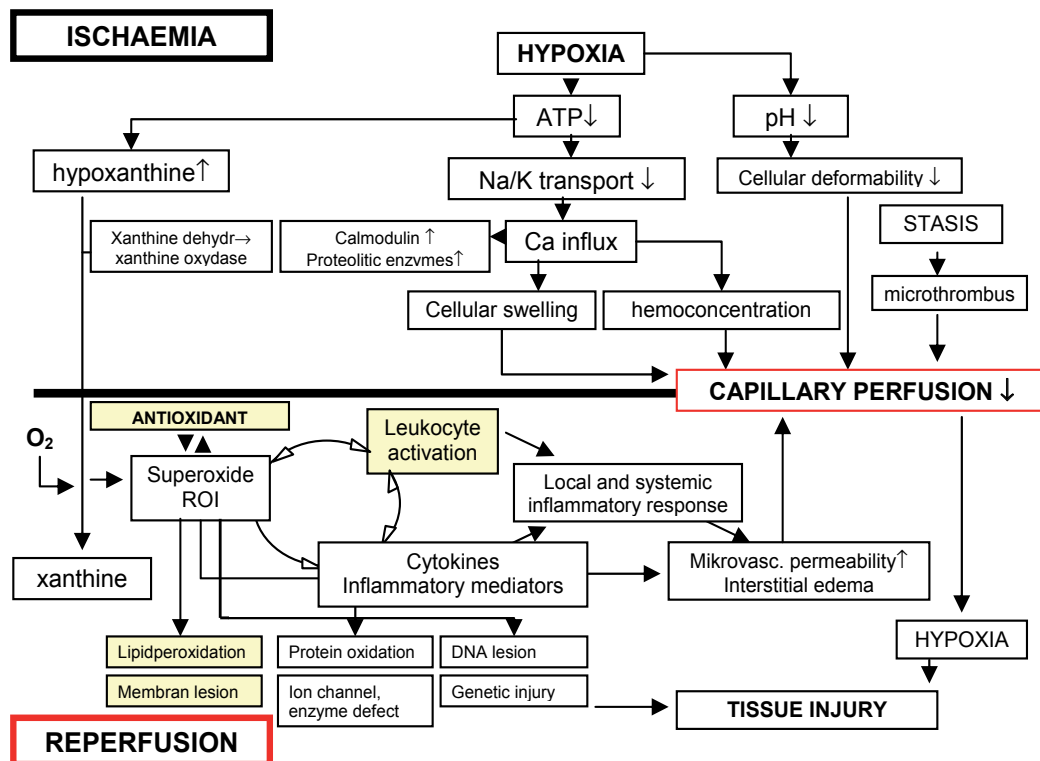 ISCHAEMIA
HYPOXIA
ATP↓
pH ↓
hypoxanthine↑
Na/K transport ↓
Cellular deformability ↓
Xanthine dehydr→
xanthine oxydase
Calmodulin ↑
Proteolitic enzymes↑
Ca influx
STASIS
Cellular swelling
hemoconcentration
microthrombus
CAPILLARY PERFUSION ↓
ANTIOXIDANT
O₂
Leukocyte
activation
Superoxide
ROI
Local and systemic
inflammatory response
xanthine
Cytokines
Inflammatory mediators
Mikrovasc. permeability↑
Interstitial edema
Lipidperoxidation
Protein oxidation
DNA lesion
HYPOXIA
Membran lesion
Ion channel,
enzyme defect
Genetic injury
TISSUE INJURY
REPERFUSION